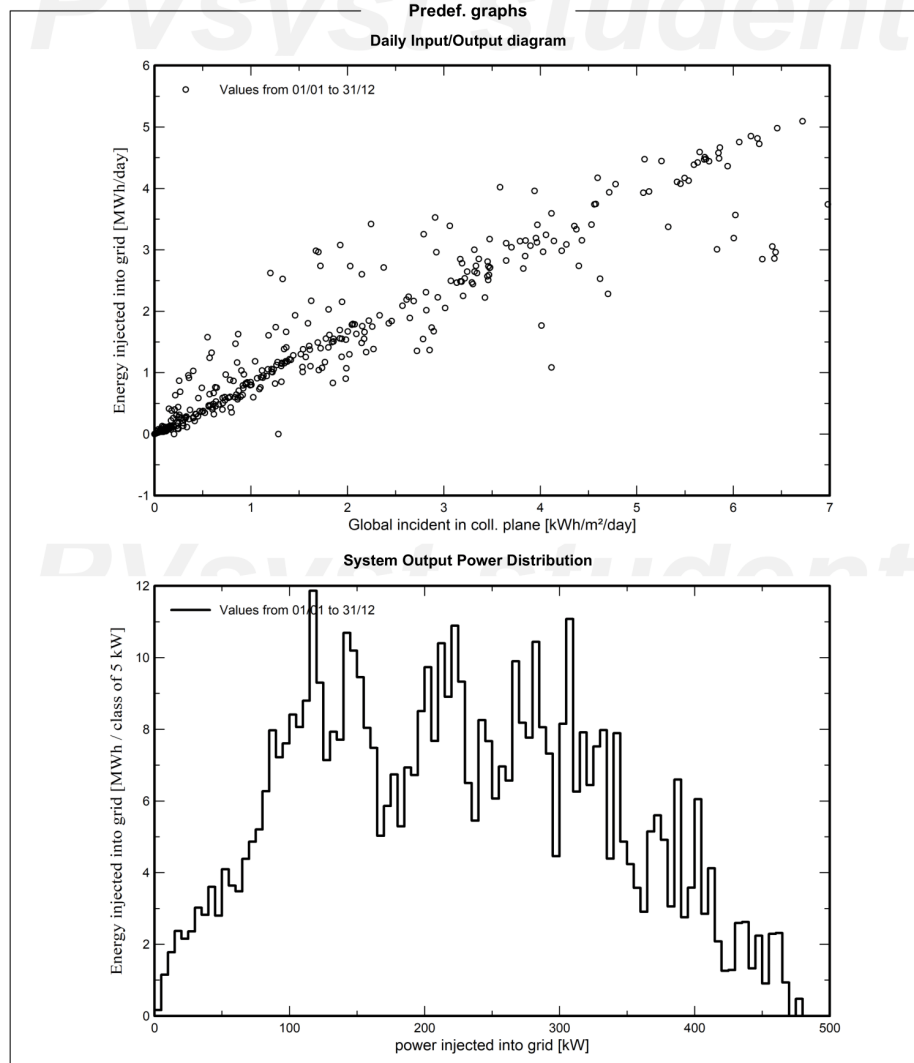 PVsyst student
Predef. graphs
Daily Input/Output diagram
Values from 01/01 to 31/12
Energy injected into grid [MWh/day]
6
5
4
3
2
1
0
-1
0 1 2 3 4 5 6 7
Global incident in coll. plane [kWh/m²/day]
PVsyst student
System Output Power Distribution
Values from 01/01 to 31/12
Energy injected into grid [MWh / class of 5 kW]
12
10
8
6
4
2
0
0 100 200 300 400 500
power injected into grid [kW]